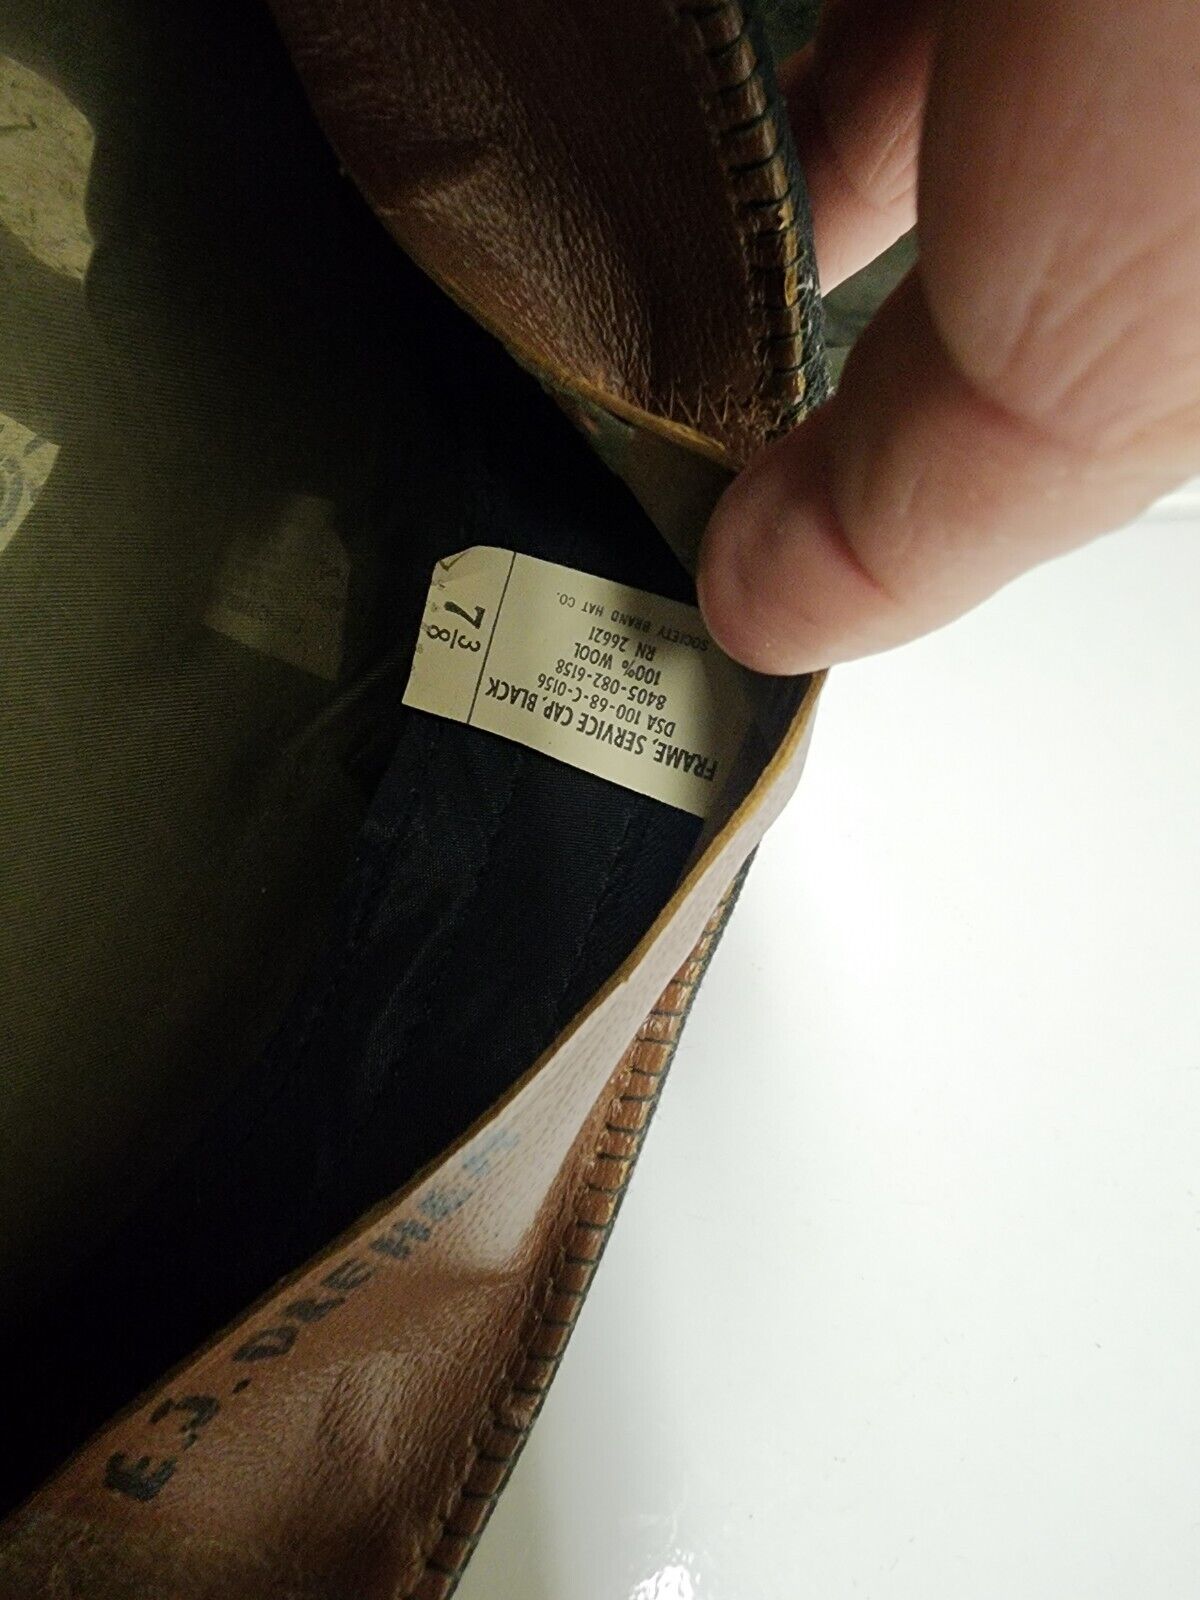 FRAME, SERVICE CAP, BLACK
DSA 100-68-C-0156
8405-082-6158
100% WOOL
RN 26621
SOCIETY BRAND HAT CO.
7 3/8
E.J.